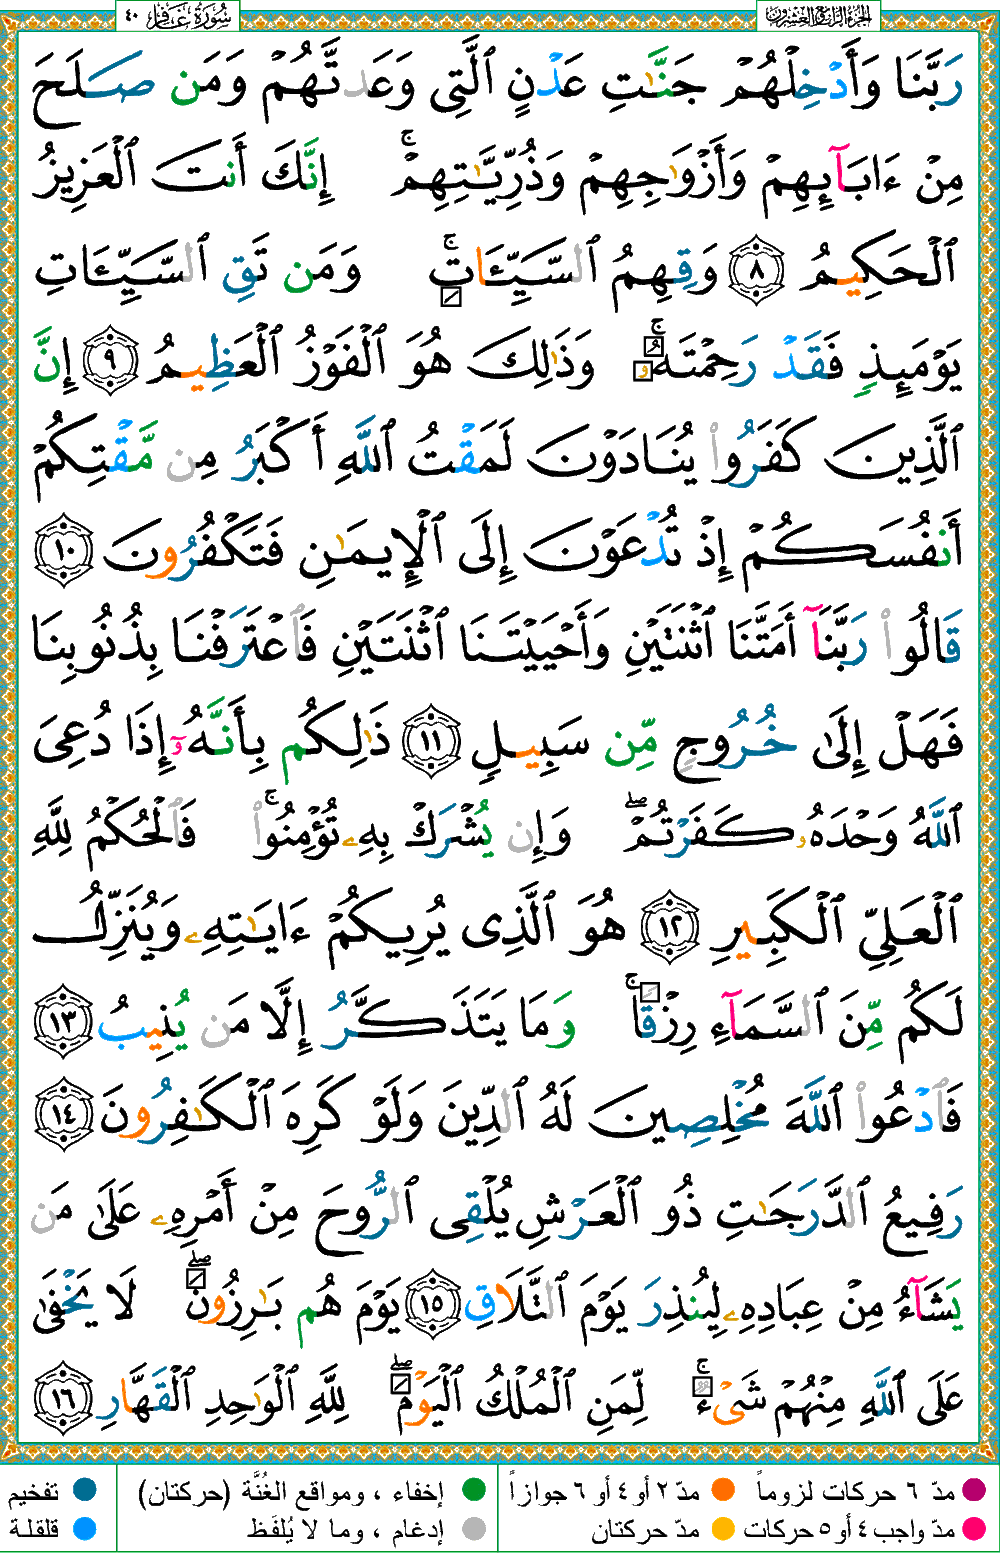 الجزء الرابع والعشرون
سورة غافر ٤٠
رَبَّنَا وَأَدْخِلْهُمْ جَنَّٰتِ عَدْنٍ ٱلَّتِى وَعَدتَّهُمْ وَمَن صَلَحَ
مِنْ ءَابَآئِهِمْ وَأَزْوَٰجِهِمْ وَذُرِّيَّٰتِهِمْ ۚ إِنَّكَ أَنتَ ٱلْعَزِيزُ
ٱلْحَكِيمُ ٨ وَقِهِمُ ٱلسَّيِّـَٔاتِ ۚ وَمَن تَقِ ٱلسَّيِّـَٔاتِ
يَوْمَئِذٍ فَقَدْ رَحِمْتَهُۥ ۚ وَذَٰلِكَ هُوَ ٱلْفَوْزُ ٱلْعَظِيمُ ٩ إِنَّ
ٱلَّذِينَ كَفَرُوا۟ يُنَادَوْنَ لَمَقْتُ ٱللَّهِ أَكْبَرُ مِن مَّقْتِكُمْ
أَنفُسَكُمْ إِذْ تُدْعَوْنَ إِلَى ٱلْإِيمَٰنِ فَتَكْفُرُونَ ١٠
قَالُوا۟ رَبَّنَآ أَمَتَّنَا ٱثْنَتَيْنِ وَأَحْيَيْتَنَا ٱثْنَتَيْنِ فَٱعْتَرَفْنَا بِذُنُوبِنَا
فَهَلْ إِلَىٰ خُرُوجٍ مِّن سَبِيلٍ ١١ ذَٰلِكُم بِأَنَّهُۥٓ إِذَا دُعِىَ
ٱللَّهُ وَحْدَهُۥ كَفَرْتُمْ ۖ وَإِن يُشْرَكْ بِهِۦ تُؤْمِنُوا۟ ۚ فَٱلْحُكْمُ لِلَّهِ
ٱلْعَلِىِّ ٱلْكَبِيرِ ١٢ هُوَ ٱلَّذِى يُرِيكُمْ ءَايَٰتِهِۦ وَيُنَزِّلُ
لَكُم مِّنَ ٱلسَّمَآءِ رِزْقًا ۚ وَمَا يَتَذَكَّرُ إِلَّا مَن يُنِيبُ ١٣
فَٱدْعُوا۟ ٱللَّهَ مُخْلِصِينَ لَهُ ٱلدِّينَ وَلَوْ كَرِهَ ٱلْكَٰفِرُونَ ١٤
رَفِيعُ ٱلدَّرَجَٰتِ ذُو ٱلْعَرْشِ يُلْقِى ٱلرُّوحَ مِنْ أَمْرِهِۦ عَلَىٰ مَن
يَشَآءُ مِنْ عِبَادِهِۦ لِيُنذِرَ يَوْمَ ٱلتَّلَاقِ ١٥ يَوْمَ هُم بَٰرِزُونَ ۖ لَا يَخْفَىٰ
عَلَى ٱللَّهِ مِنْهُمْ شَىْءٌ ۚ لِّمَنِ ٱلْمُلْكُ ٱلْيَوْمَ ۖ لِلَّهِ ٱلْوَٰحِدِ ٱلْقَهَّارِ ١٦
مدّ ٦ حركات لزوماً مدّ ٢ أو ٤ أو ٦ جوازاً إخفاء ، ومواقع الغُنَّة (حركتان) تفخيم
مدّ واجب ٤ أو ٥ حركات مدّ حركتان إدغام ، وما لا يُلفَظ قلقلة